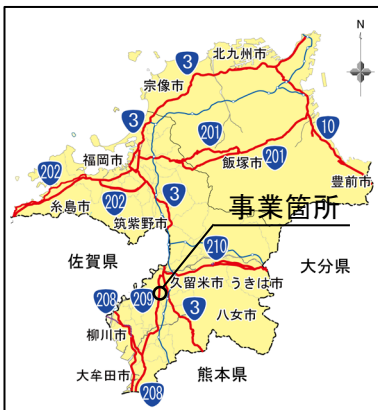 N
北九州市
3
宗像市
3
201
10
福岡市
飯塚市
201
202
豊前市
糸島市
202
3
筑紫野市
事業箇所
210
佐賀県
大分県
久留米市
うきは市
208
209
3
八女市
柳川市
大牟田市
熊本県
208